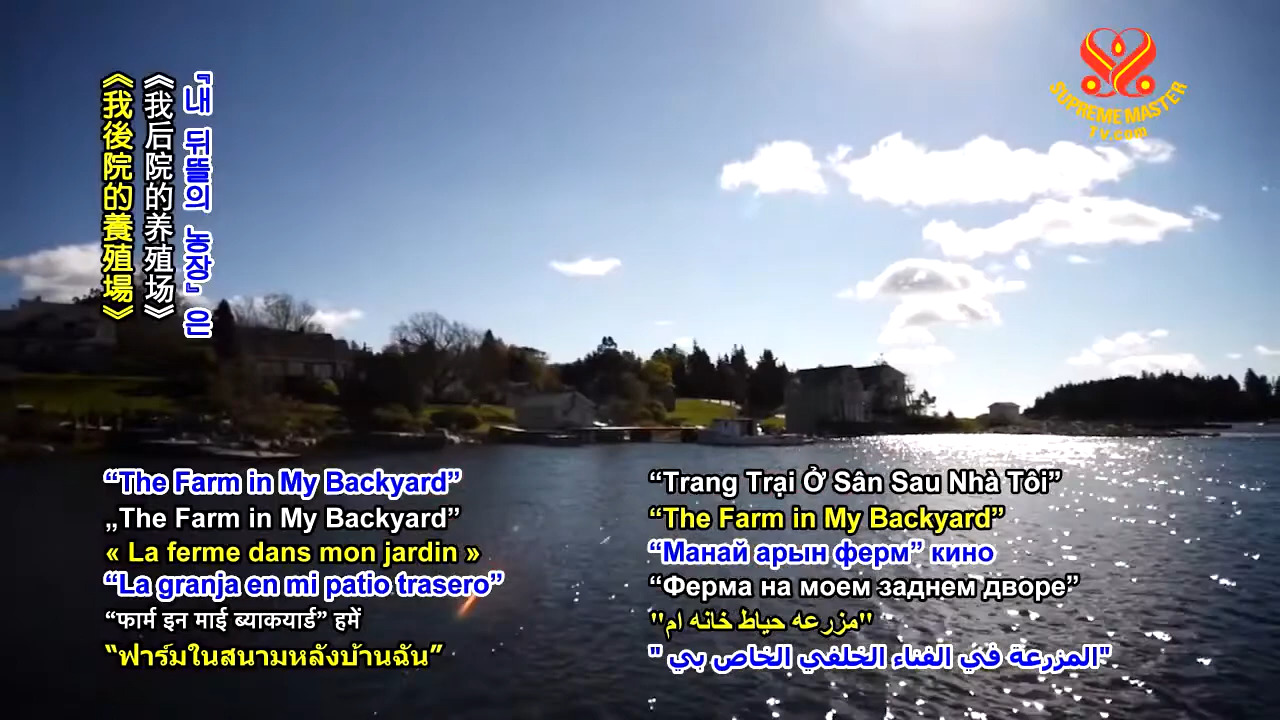 『내 뒤뜰의 농장』은
《我后院的养殖场》
《我後院的養殖場》
SUPREME MASTER
TV.com
“The Farm in My Backyard”
„The Farm in My Backyard”
« La ferme dans mon jardin »
“La granja en mi patio trasero”
“फार्म इन माई ब्याकयार्ड” हमें
“ฟาร์มในสนามหลังบ้านฉัน”
“Trang Trại Ở Sân Sau Nhà Tôi”
“The Farm in My Backyard”
“Манай арын ферм” кино
“Ферма на моем заднем дворе”
"مزرعه حیاط خانه ام"
"المزرعة في الفناء الخلفي الخاص بي "